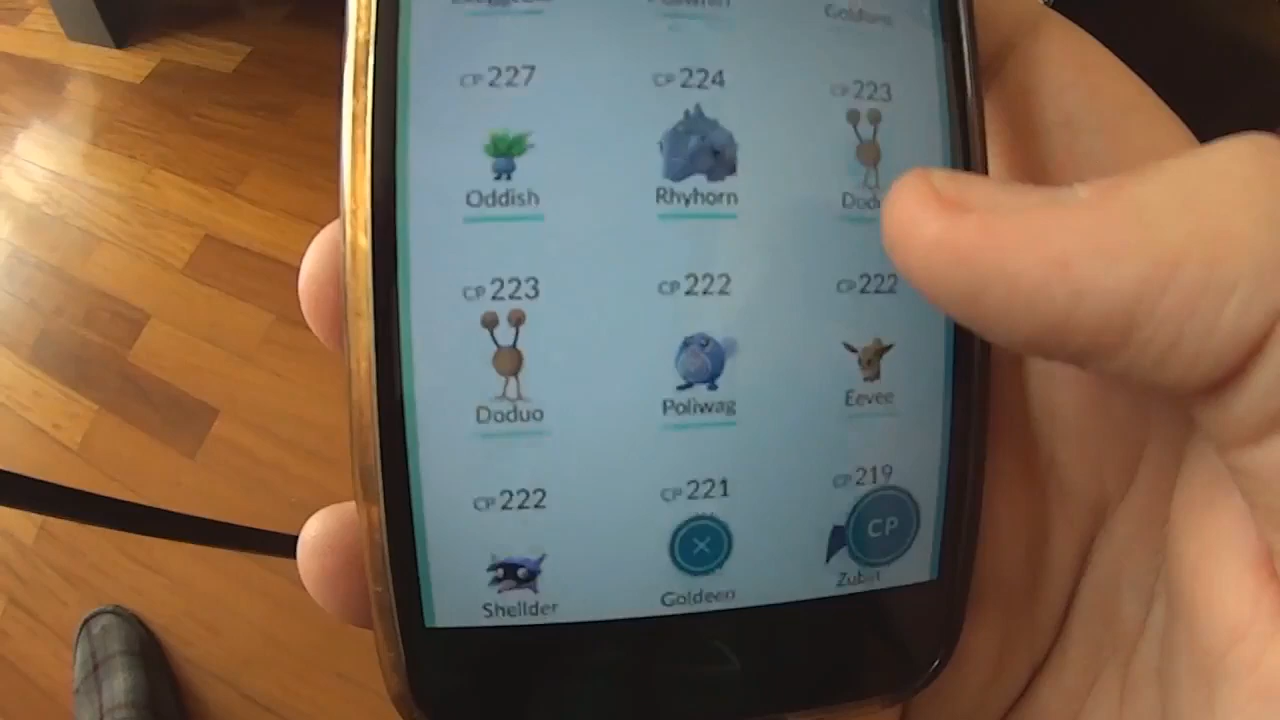 CP 227 CP 224 CP 223
Oddish Rhyhorn
CP 223 CP 222 CP 222
Doduo Poliwag Eevee
CP 222 CP 221 CP 219
CP
Shellder Goldeen Zubat